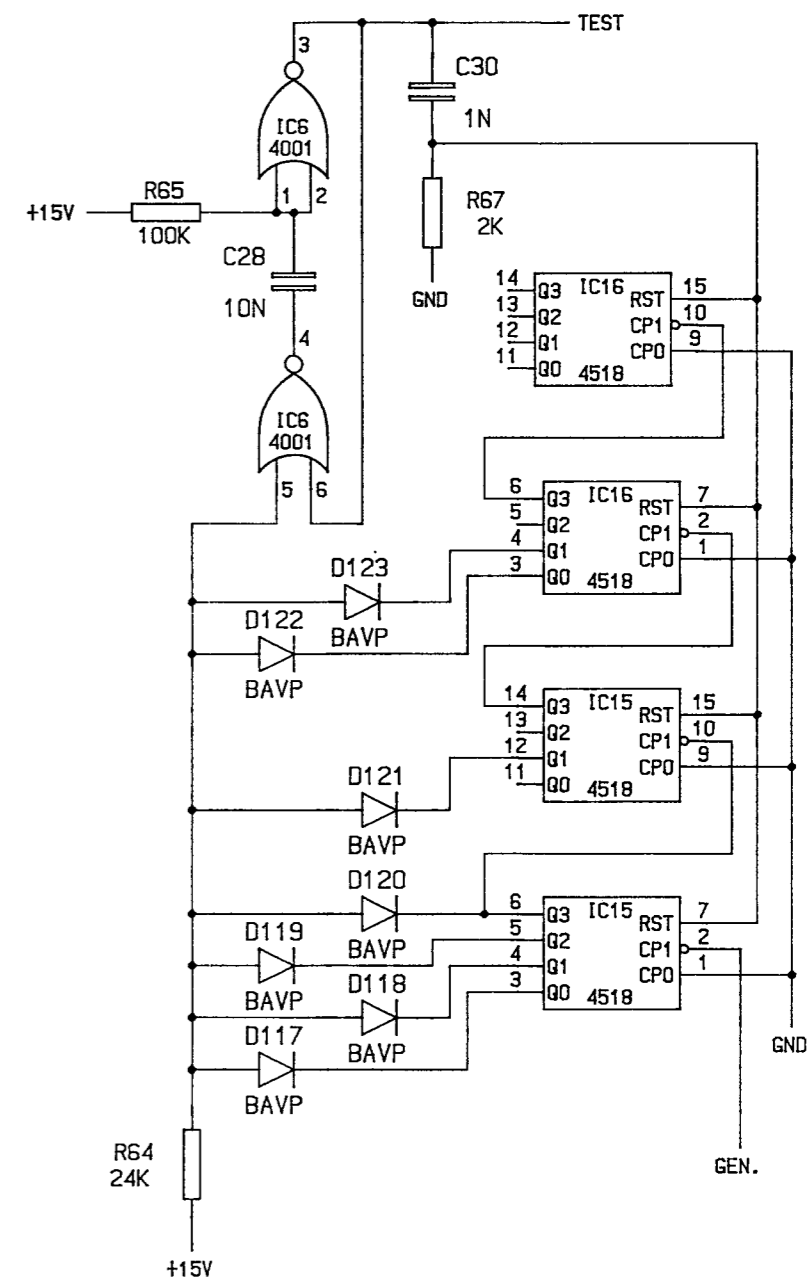 TEST
3
C30
1N
IC6
4001
1 2
R65
+15V
100K
C28
10N
R67
2K
GND
4
IC6
4001
5 6
14 Q3 IC16 RST 15
13 Q2 CP1 10
12 Q1 CP0 9
11 Q0 4518
6 Q3 IC16 RST 7
5 Q2 CP1 2
4 Q1 CP0 1
3 Q0 4518
D123
BAVP
D122
BAVP
14 Q3 IC15 RST 15
13 Q2 CP1 10
12 Q1 CP0 9
11 Q0 4518
D121
BAVP
D120
BAVP
6 Q3 IC15 RST 7
5 Q2 CP1 2
4 Q1 CP0 1
3 Q0 4518
D119
BAVP
D118
BAVP
D117
BAVP
GND
R64
24K
GEN.
+15V